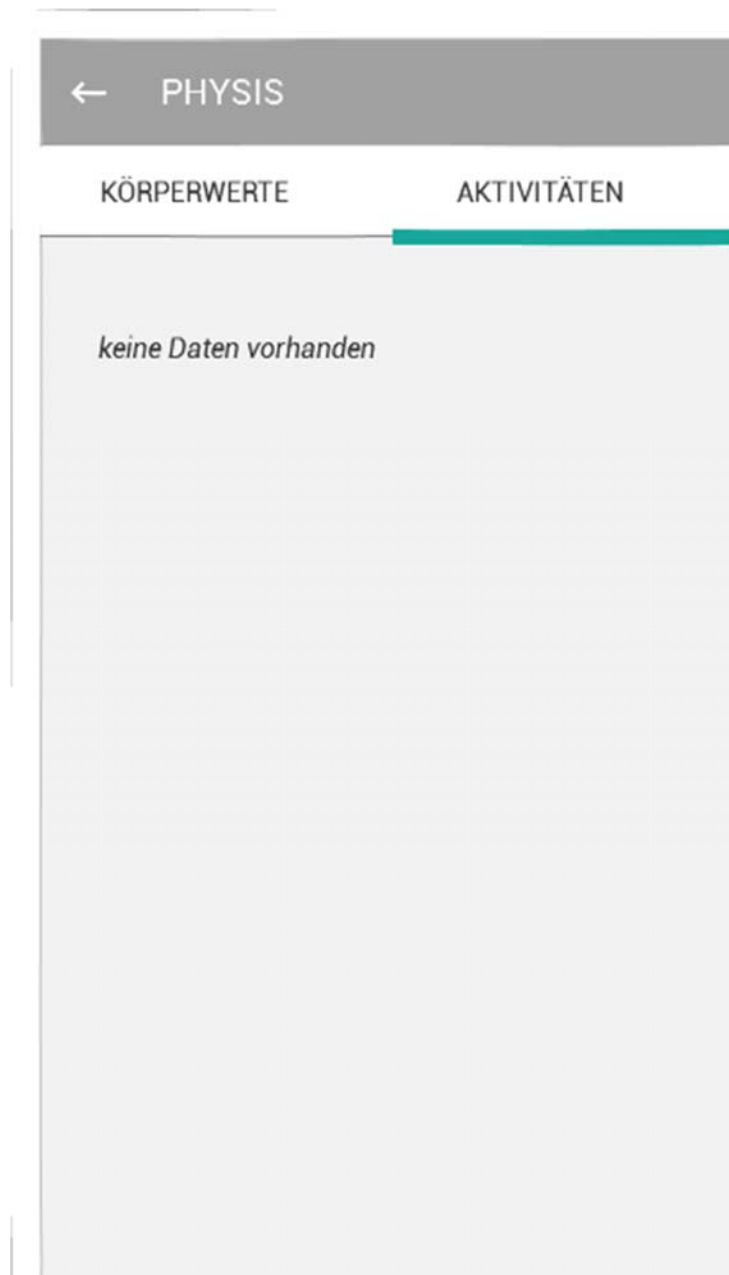 ← PHYSIS
KÖRPERWERTE AKTIVITÄTEN
keine Daten vorhanden